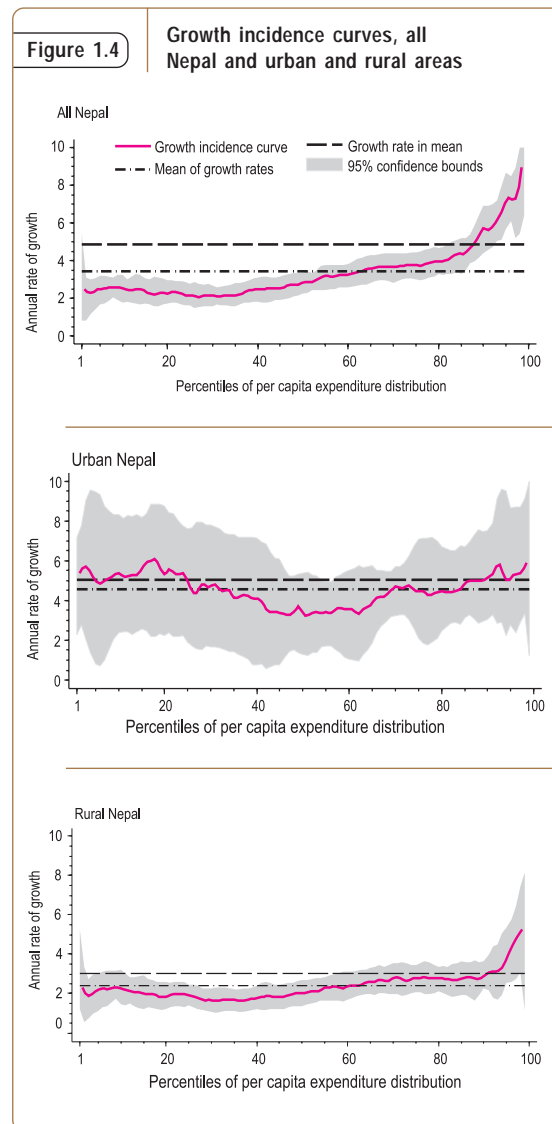 Figure 1.4
Growth incidence curves, all
Nepal and urban and rural areas
All Nepal
Growth incidence curve
Growth rate in mean
Mean of growth rates
95% confidence bounds
10
8
6
4
2
0
Annual rate of growth
1 20 40 60 80 100
Percentiles of per capita expenditure distribution
Urban Nepal
10
8
6
4
2
0
Annual rate of growth
1 20 40 60 80 100
Percentiles of per capita expenditure distribution
Rural Nepal
10
8
6
4
2
0
Annual rate of growth
1 20 40 60 80 100
Percentiles of per capita expenditure distribution